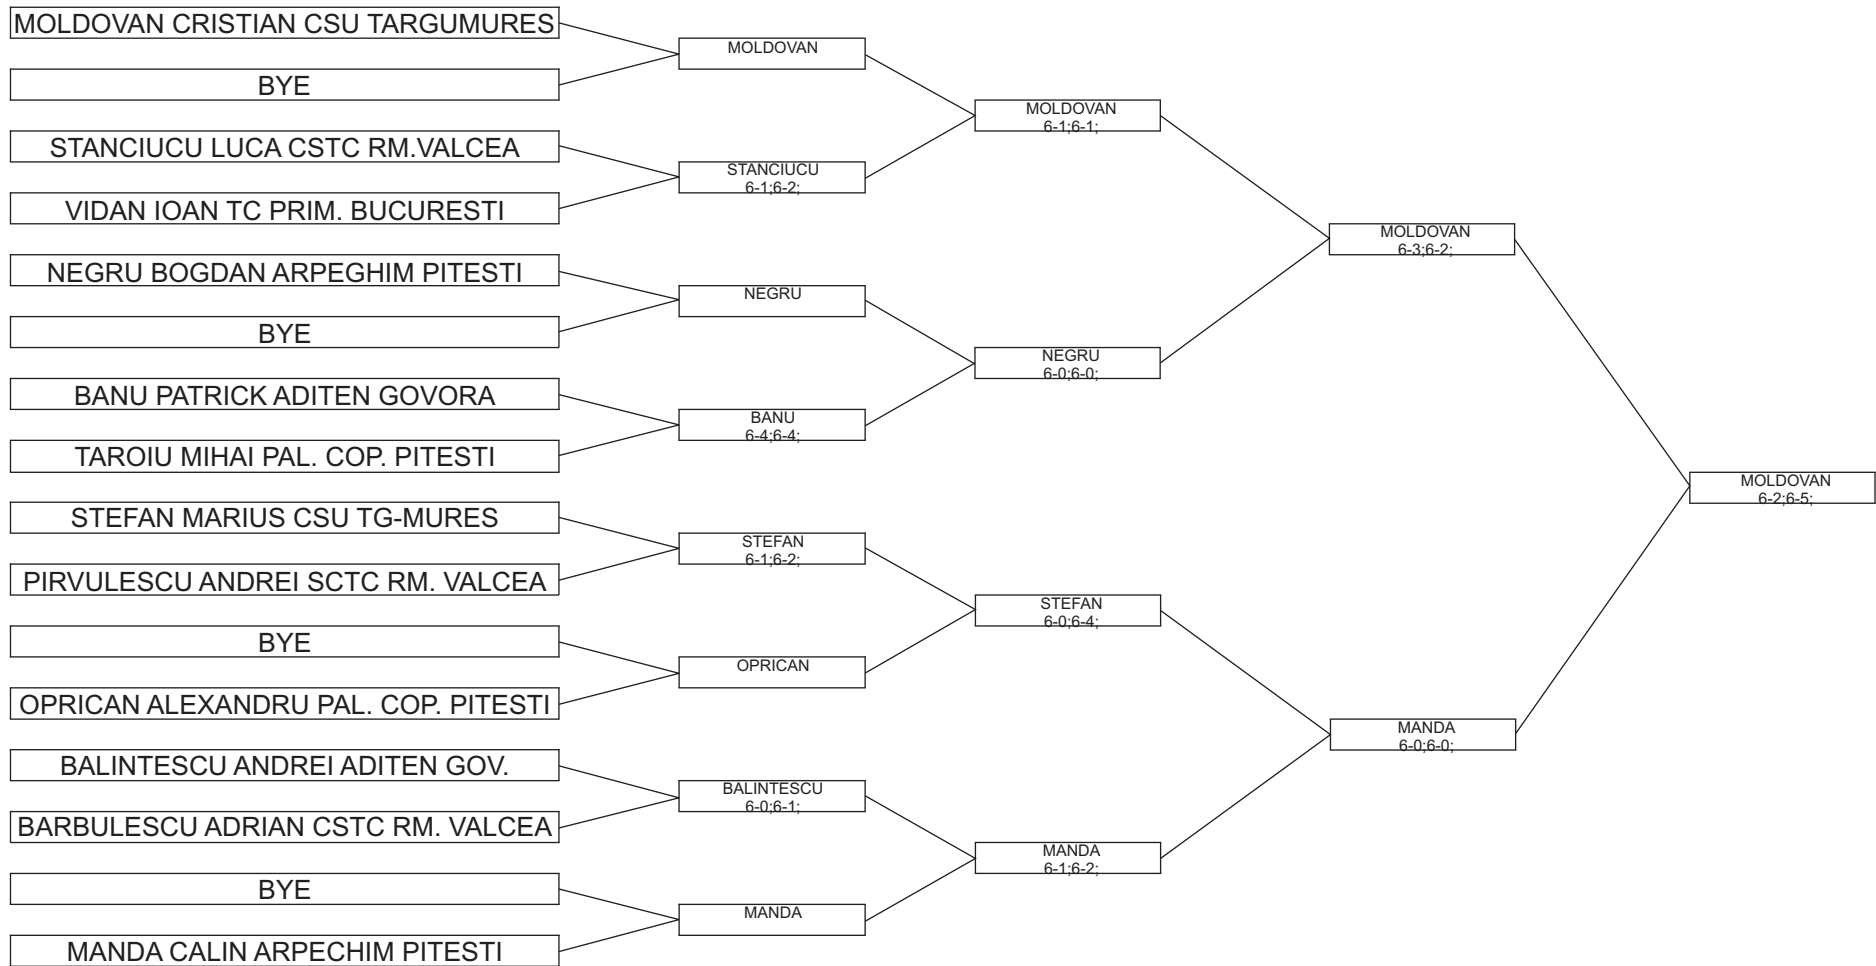 MOLDOVAN CRISTIAN CSU TARGUMURES
BYE
STANCIUCU LUCA CSTC RM.VALCEA
VIDAN IOAN TC PRIM. BUCURESTI
NEGRU BOGDAN ARPEGHIM PITESTI
BYE
BANU PATRICK ADITEN GOVORA
TAROIU MIHAI PAL. COP. PITESTI
STEFAN MARIUS CSU TG-MURES
PIRVULESCU ANDREI SCTC RM. VALCEA
BYE
OPRICAN ALEXANDRU PAL. COP. PITESTI
BALINTESCU ANDREI ADITEN GOV.
BARBULESCU ADRIAN CSTC RM. VALCEA
BYE
MANDA CALIN ARPECHIM PITESTI
MOLDOVAN
STANCIUCU
6-1;6-2;
NEGRU
BANU
6-4;6-4;
STEFAN
6-1;6-2;
OPRICAN
BALINTESCU
6-0;6-1;
MANDA
MOLDOVAN
6-1;6-1;
NEGRU
6-0;6-0;
STEFAN
6-0;6-4;
MANDA
6-1;6-2;
MOLDOVAN
6-3;6-2;
MANDA
6-0;6-0;
MOLDOVAN
6-2;6-5;